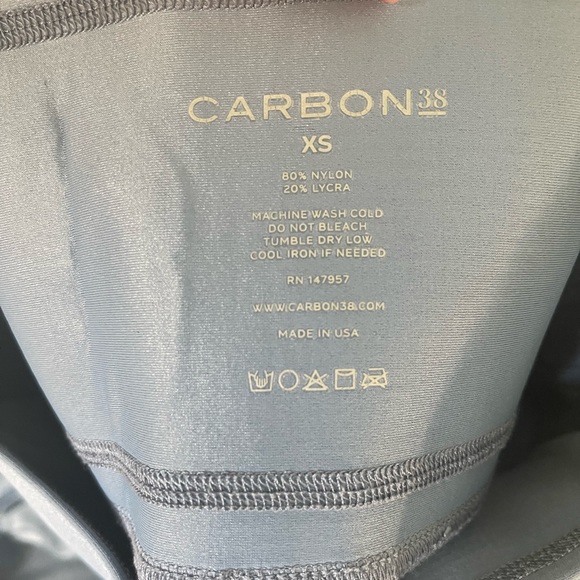 CARBON38
XS
80% NYLON
20% LYCRA
MACHINE WASH COLD
DO NOT BLEACH
TUMBLE DRY LOW
COOL IRON IF NEEDED
RN 147957
WWW.CARBON38.COM
MADE IN USA